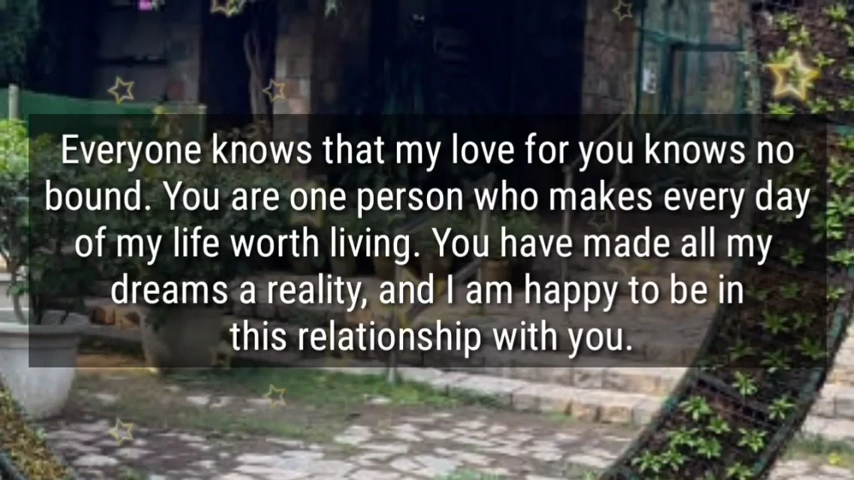 Everyone knows that my love for you knows no
bound. You are one person who makes every day
of my life worth living. You have made all my
dreams a reality, and I am happy to be in
this relationship with you.